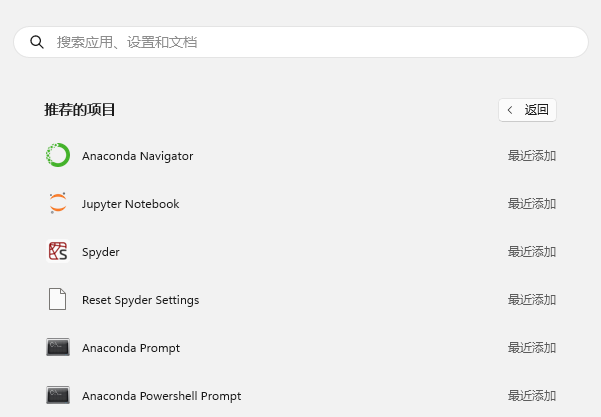 搜索应用、设置和文档
推荐的项目 返回
Anaconda Navigator 最近添加
Jupyter Notebook 最近添加
Spyder 最近添加
Reset Spyder Settings 最近添加
Anaconda Prompt 最近添加
Anaconda Powershell Prompt 最近添加